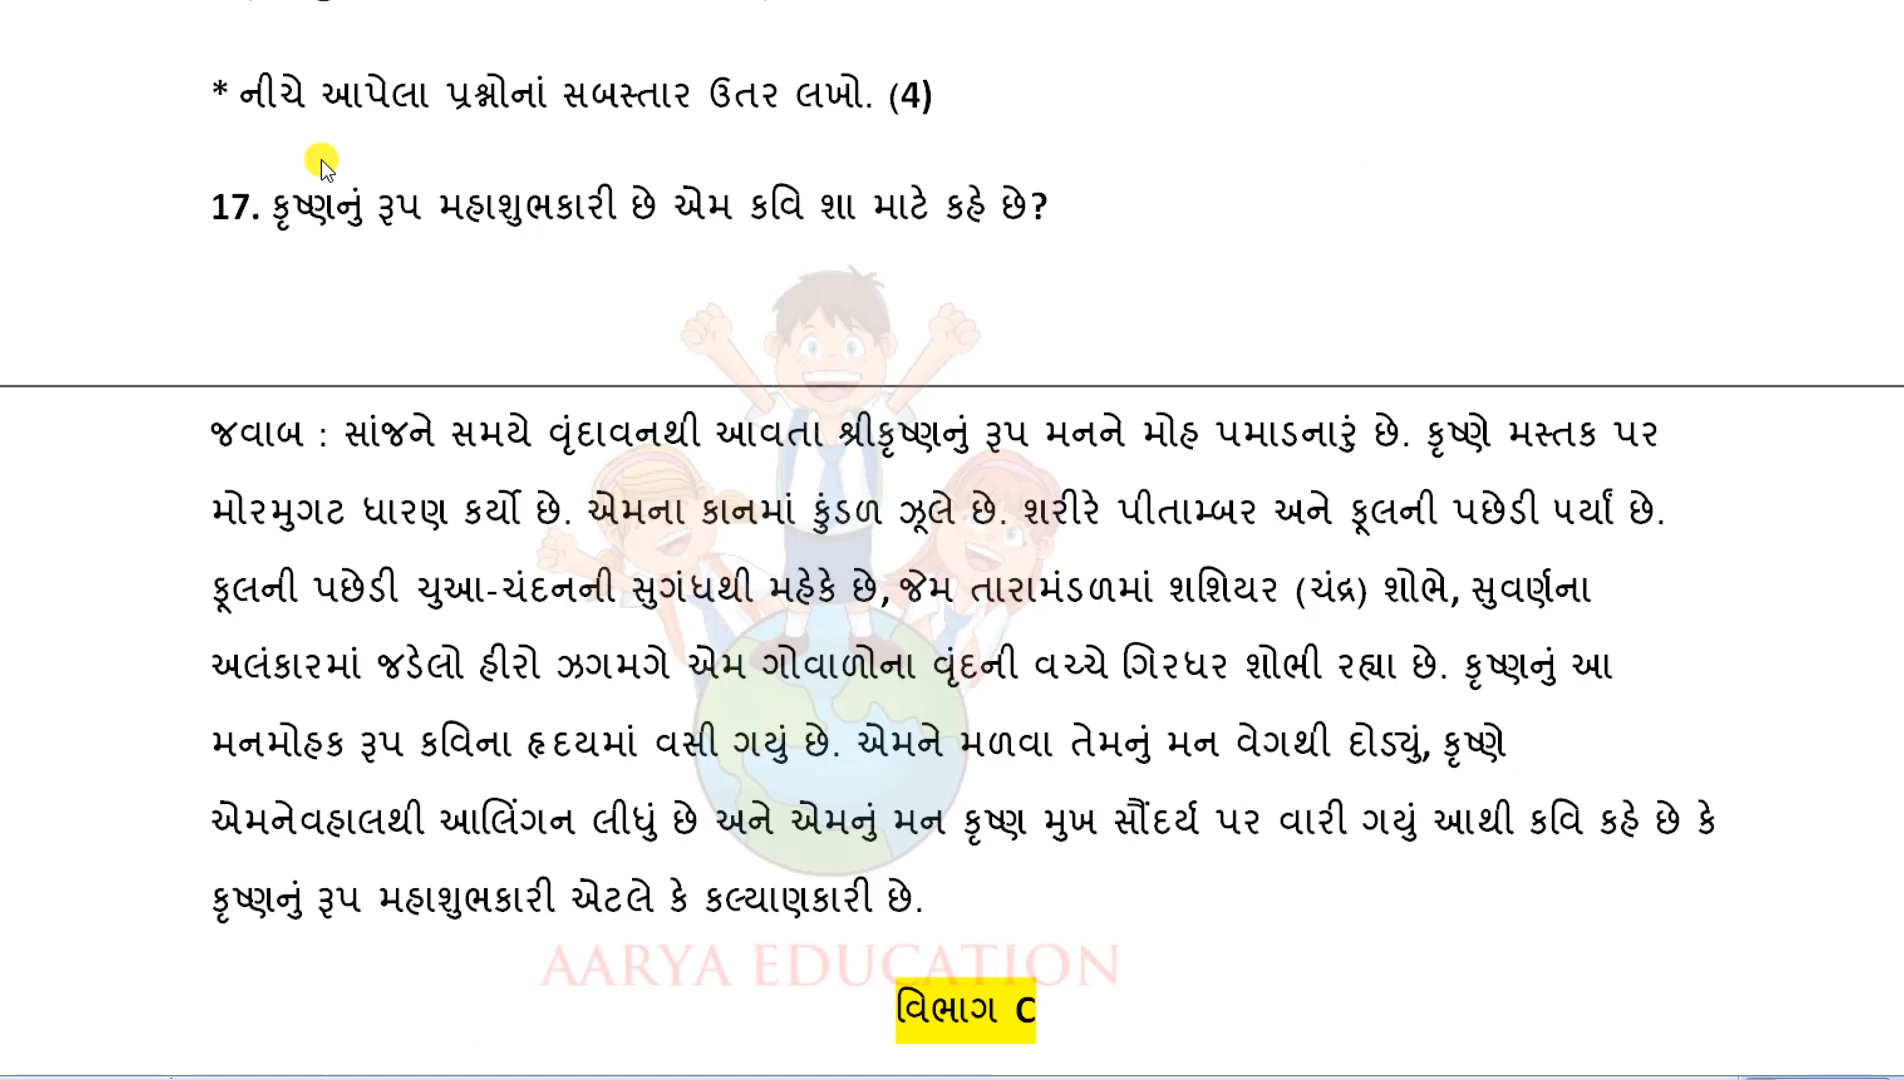 * નીચે આપેલા પ્રશ્નોનાં સબસ્તાર ઉતર લખો. (4)
17. કૃષ્ણનું રૂપ મહાશુભકારી છે એમ કવિ શા માટે કહે છે?
જવાબ : સાંજને સમયે વૃંદાવનથી આવતા શ્રીકૃષ્ણનું રૂપ મનને મોહ પમાડનારું છે. કૃષ્ણે મસ્તક પર
મોરમુગટ ધારણ કર્યો છે. એમના કાનમાં કુંડળ ઝૂલે છે. શરીરે પીતામ્બર અને ફૂલની પછેડી પર્યાં છે.
ફૂલની પછેડી ચુઆ-ચંદનની સુગંધથી મહેકે છે, જેમ તારામંડળમાં શશિયર (ચંદ્ર) શોભે, સુવર્ણના
અલંકારમાં જડેલો હીરો ઝગમગે એમ ગોવાળોના વૃંદની વચ્ચે ગિરધર શોભી રહ્યા છે. કૃષ્ણનું આ
મનમોહક રૂપ કવિના હૃદયમાં વસી ગયું છે. એમને મળવા તેમનું મન વેગથી દોડ્યું, કૃષ્ણે
એમનેવહાલથી આલિંગન લીધું છે અને એમનું મન કૃષ્ણ મુખ સૌંદર્ય પર વારી ગયું આથી કવિ કહે છે કે
કૃષ્ણનું રૂપ મહાશુભકારી એટલે કે કલ્યાણકારી છે.
AARYA EDUCATION
વિભાગ C